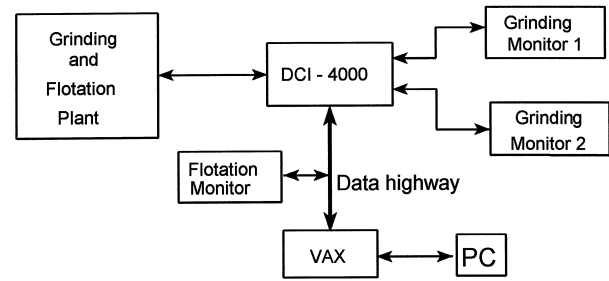 Grinding
and
Flotation
Plant
DCI - 4000
Grinding
Monitor 1
Grinding
Monitor 2
Flotation
Monitor
Data highway
VAX
PC